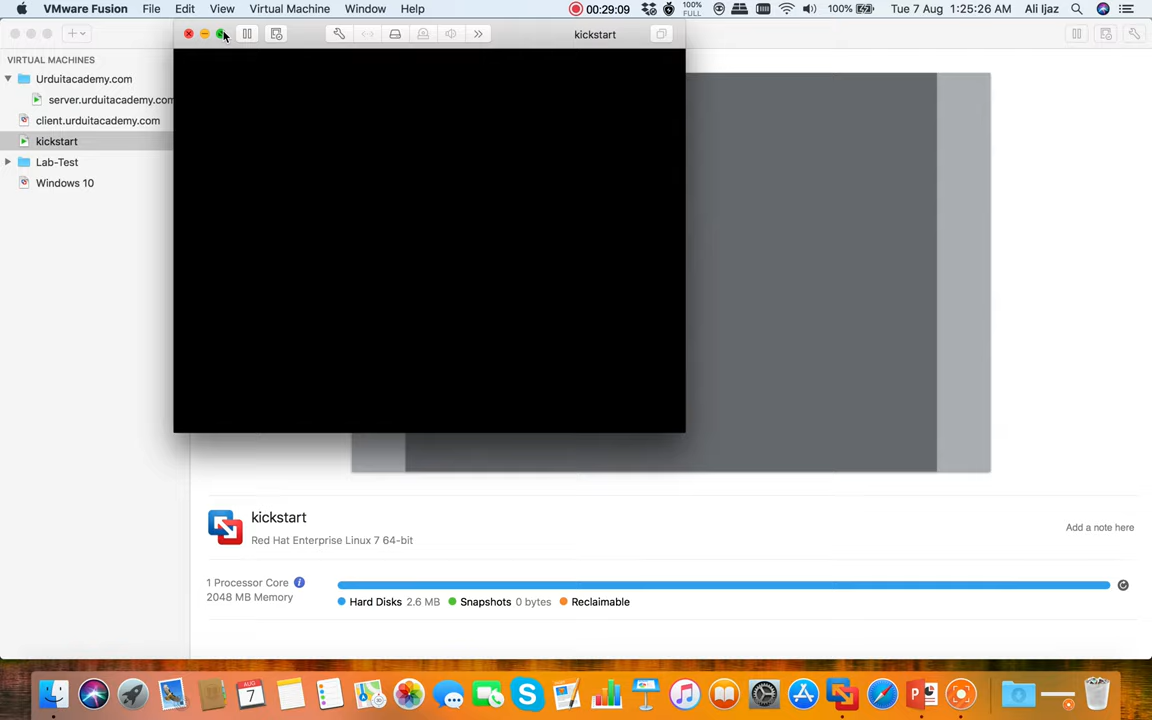 VMware Fusion File Edit View Virtual Machine Window Help 00:29:09 100% FULL 100% Tue 7 Aug 1:25:26 AM Ali Ijaz
kickstart
VIRTUAL MACHINES
Urduitacademy.com
server.urduitacademy.com
client.urduitacademy.com
kickstart
Lab-Test
Windows 10
kickstart
Red Hat Enterprise Linux 7 64-bit
Add a note here
1 Processor Core
2048 MB Memory
Hard Disks 2.6 MB Snapshots 0 bytes Reclaimable
AUG
7